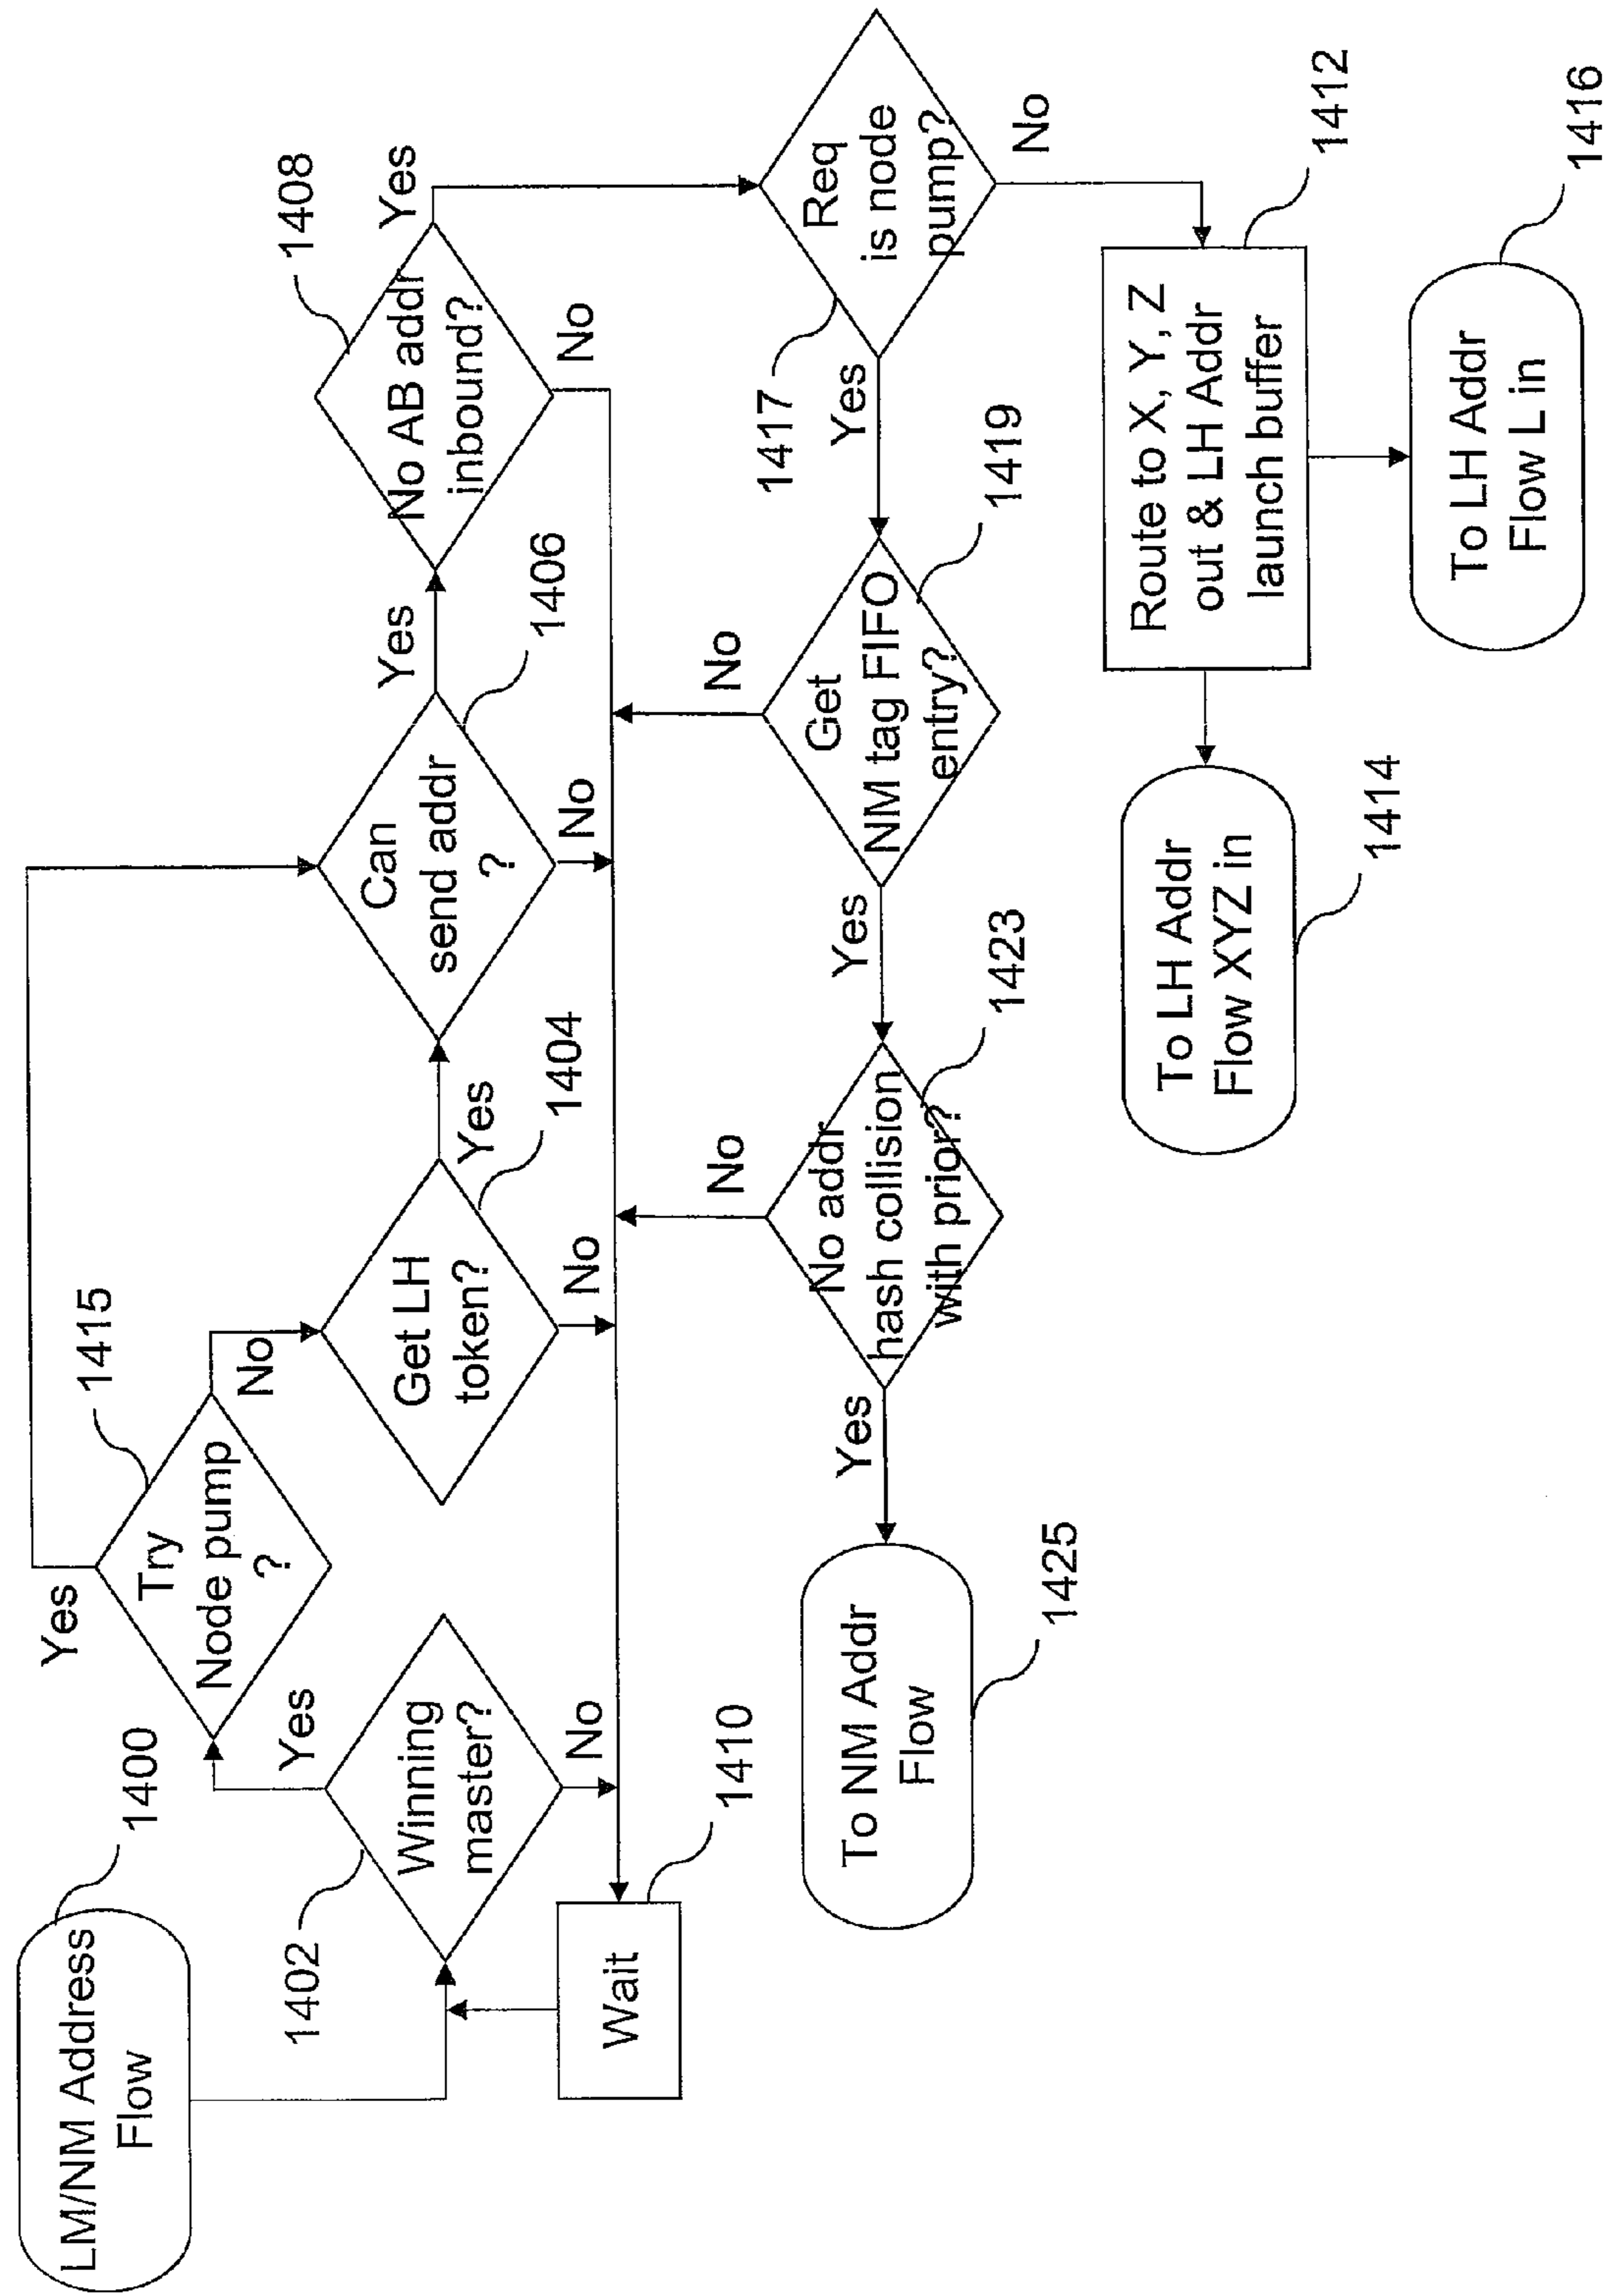 LM/NM Address
Flow
1400
1402
Winning
master?
Yes
No
Wait
1410
Try
Node pump
?
1415
Yes
No
Get LH
token?
1404
Yes
No
Can
send addr
?
1406
Yes
No
No AB addr
inbound?
1408
Yes
No
Req
is node
pump?
1417
Yes
No
Get
NM tag FIFO
entry?
1419
No
Yes
No addr
hash collision
with prior?
1423
No
Yes
To NM Addr
Flow
1425
Route to X, Y, Z
out & LH Addr
launch buffer
1412
To LH Addr
Flow XYZ in
1414
To LH Addr
Flow L in
1416